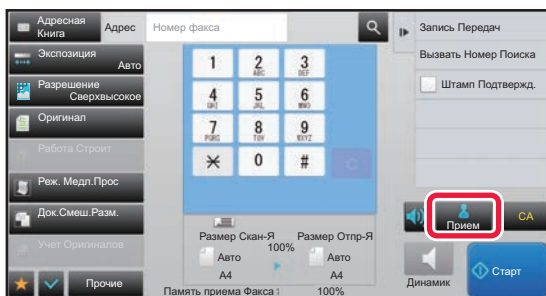 Адресная
Книга
Адрес
Номер факса
Запись Передач
Экспозиция
Авто
Вызвать Номер Поиска
Разрешение
Сверхвысокое
Штамп Подтвержд.
Оригинал
Работа Строит
Реж. Медл.Прос
Док.Смеш.Разм.
Учет Оригиналов
Прочие
1
2
ABC
3
DEF
4
GHI
5
JKL
6
MNO
7
PQRS
8
TUV
9
WXYZ
0
#
C
Размер Скан-Я
100%
Размер Отпр-Я
Авто
Авто
A4
A4
Память приема Факса :
100%
Прием
CA
Динамик
Старт